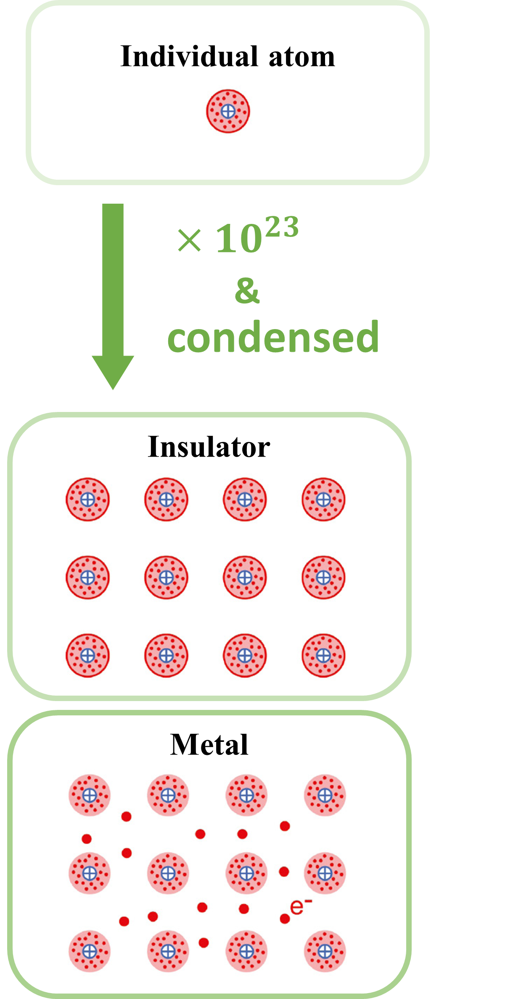 Individual atom
× 10²³
&
condensed
Insulator
Metal
e⁻